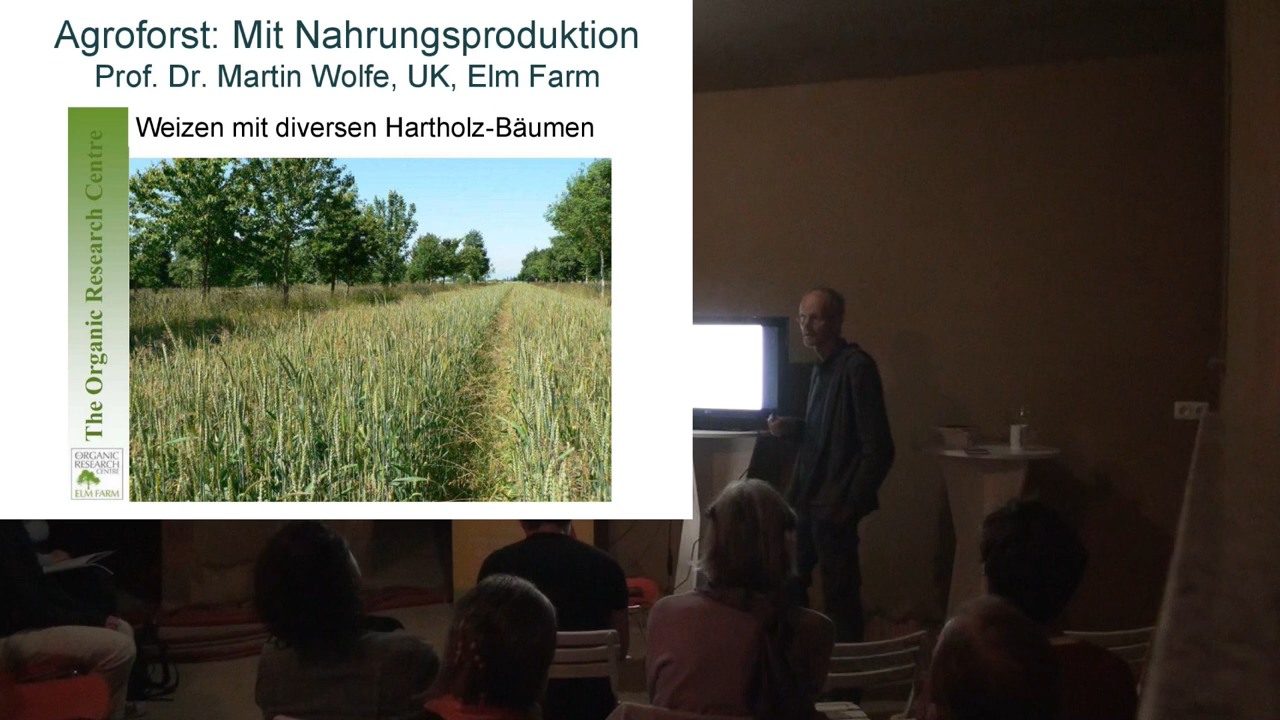 Agroforst: Mit Nahrungsproduktion
Prof. Dr. Martin Wolfe, UK, Elm Farm
Weizen mit diversen Hartholz-Bäumen
The Organic Research Centre
ORGANIC
RESEARCH
CENTRE
ELM FARM